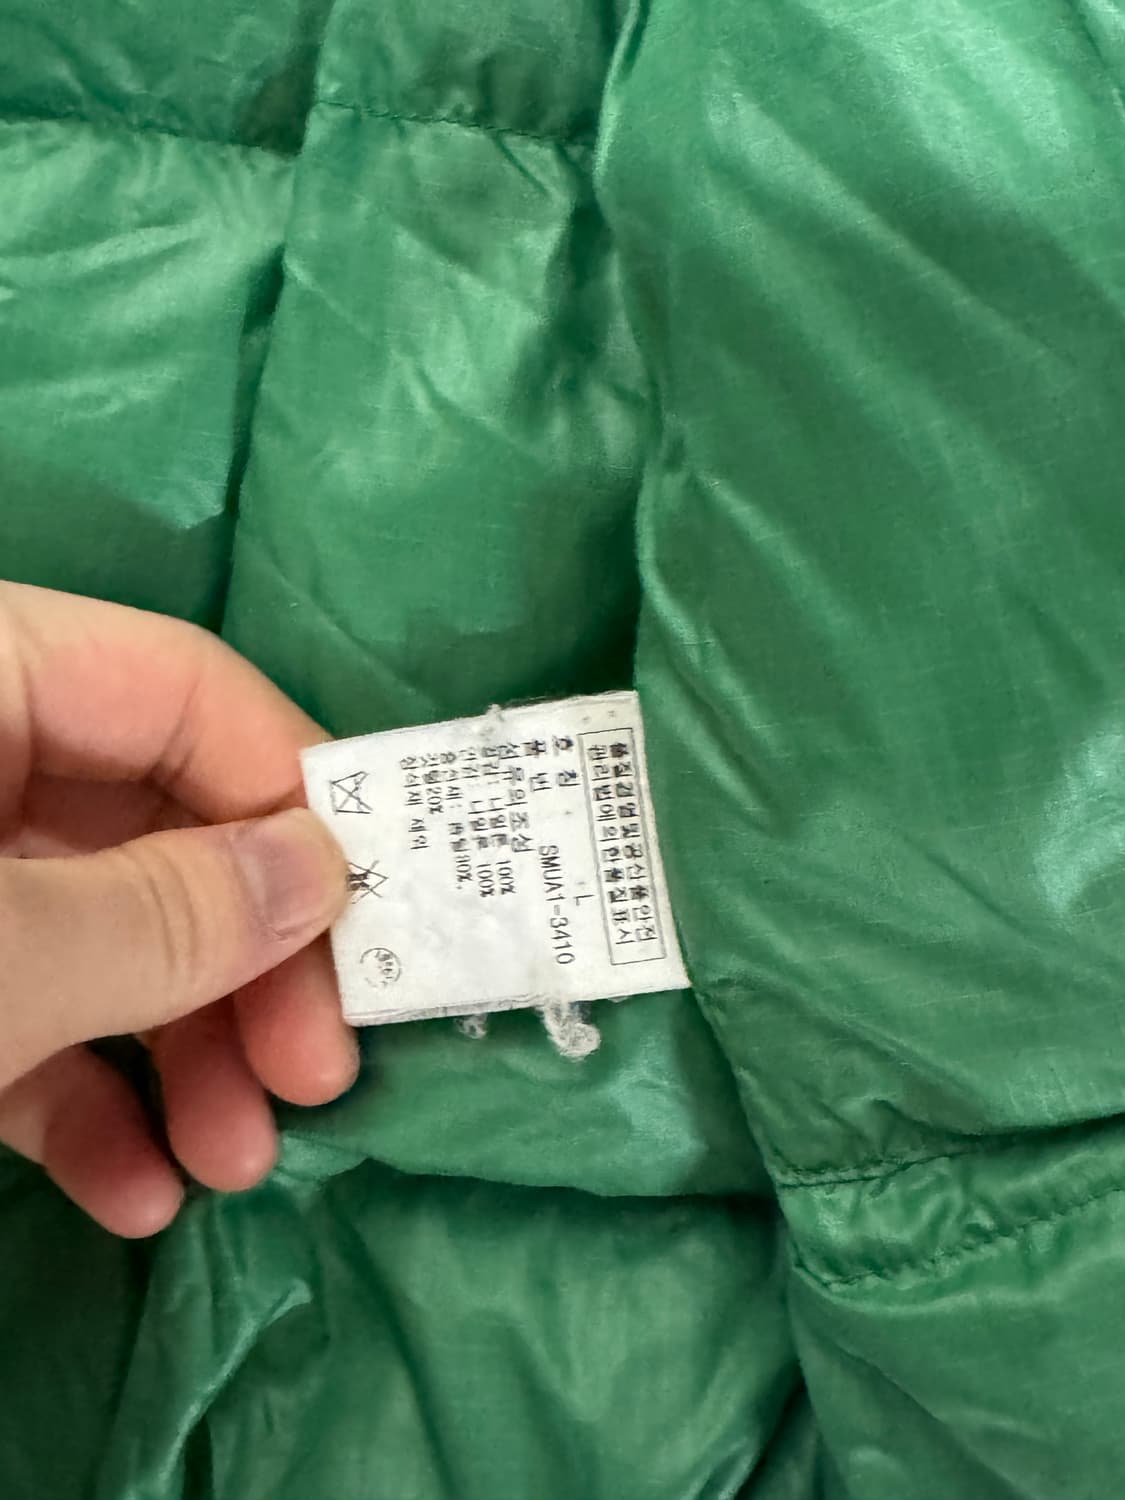 품질경영및공산품안전
관리법에의한품질표시
호칭 L
품번 SMUA1-3410
섬유의조성
겉감: 나일론 100%
안감: 나일론 100%
충전재: 솜털80%,
깃털20%